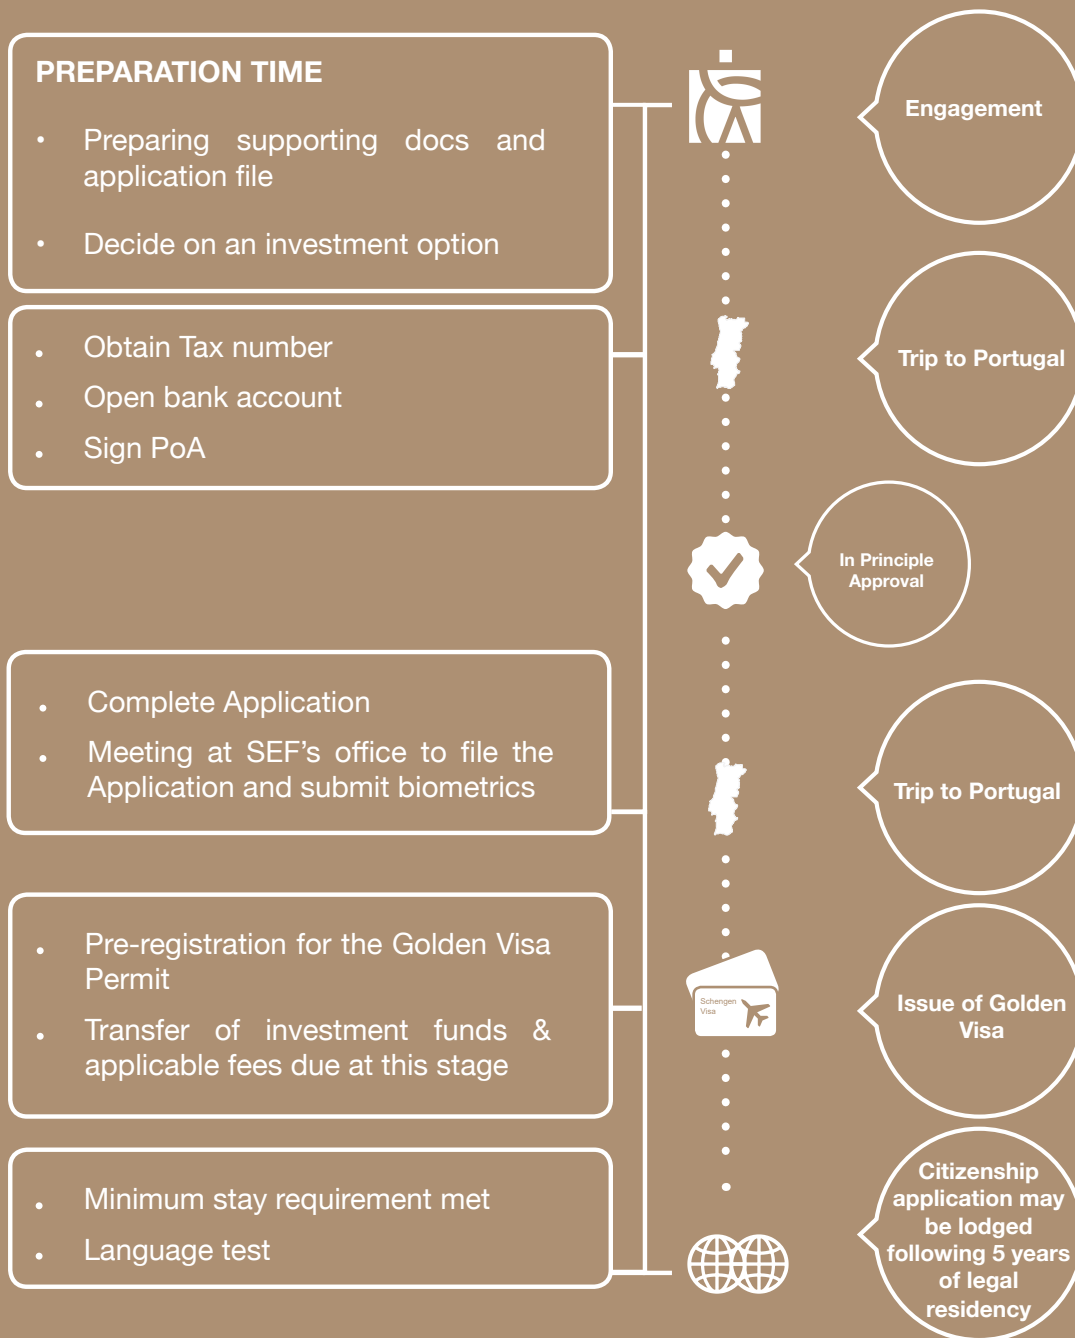 PREPARATION TIME
• Preparing supporting docs and
application file
• Decide on an investment option
Engagement
• Obtain Tax number
• Open bank account
• Sign PoA
Trip to Portugal
In Principle
Approval
• Complete Application
• Meeting at SEF’s office to file the
Application and submit biometrics
Trip to Portugal
• Pre-registration for the Golden Visa
Permit
• Transfer of investment funds &
applicable fees due at this stage
Schengen
Visa
Issue of Golden
Visa
• Minimum stay requirement met
• Language test
Citizenship
application may
be lodged
following 5 years
of legal
residency